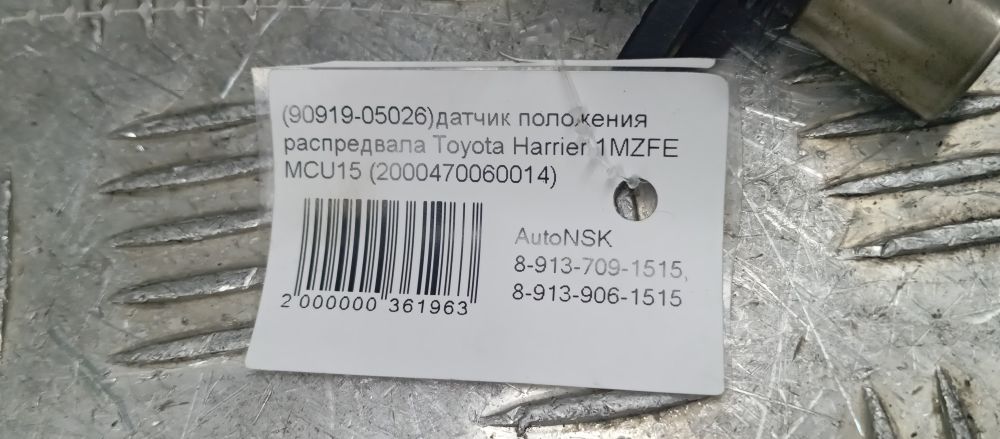 (90919-05026)датчик положения
распредвала Toyota Harrier 1MZFE
MCU15 (2000470060014)
AutoNSK
8-913-709-1515,
8-913-906-1515
2 000000 361963